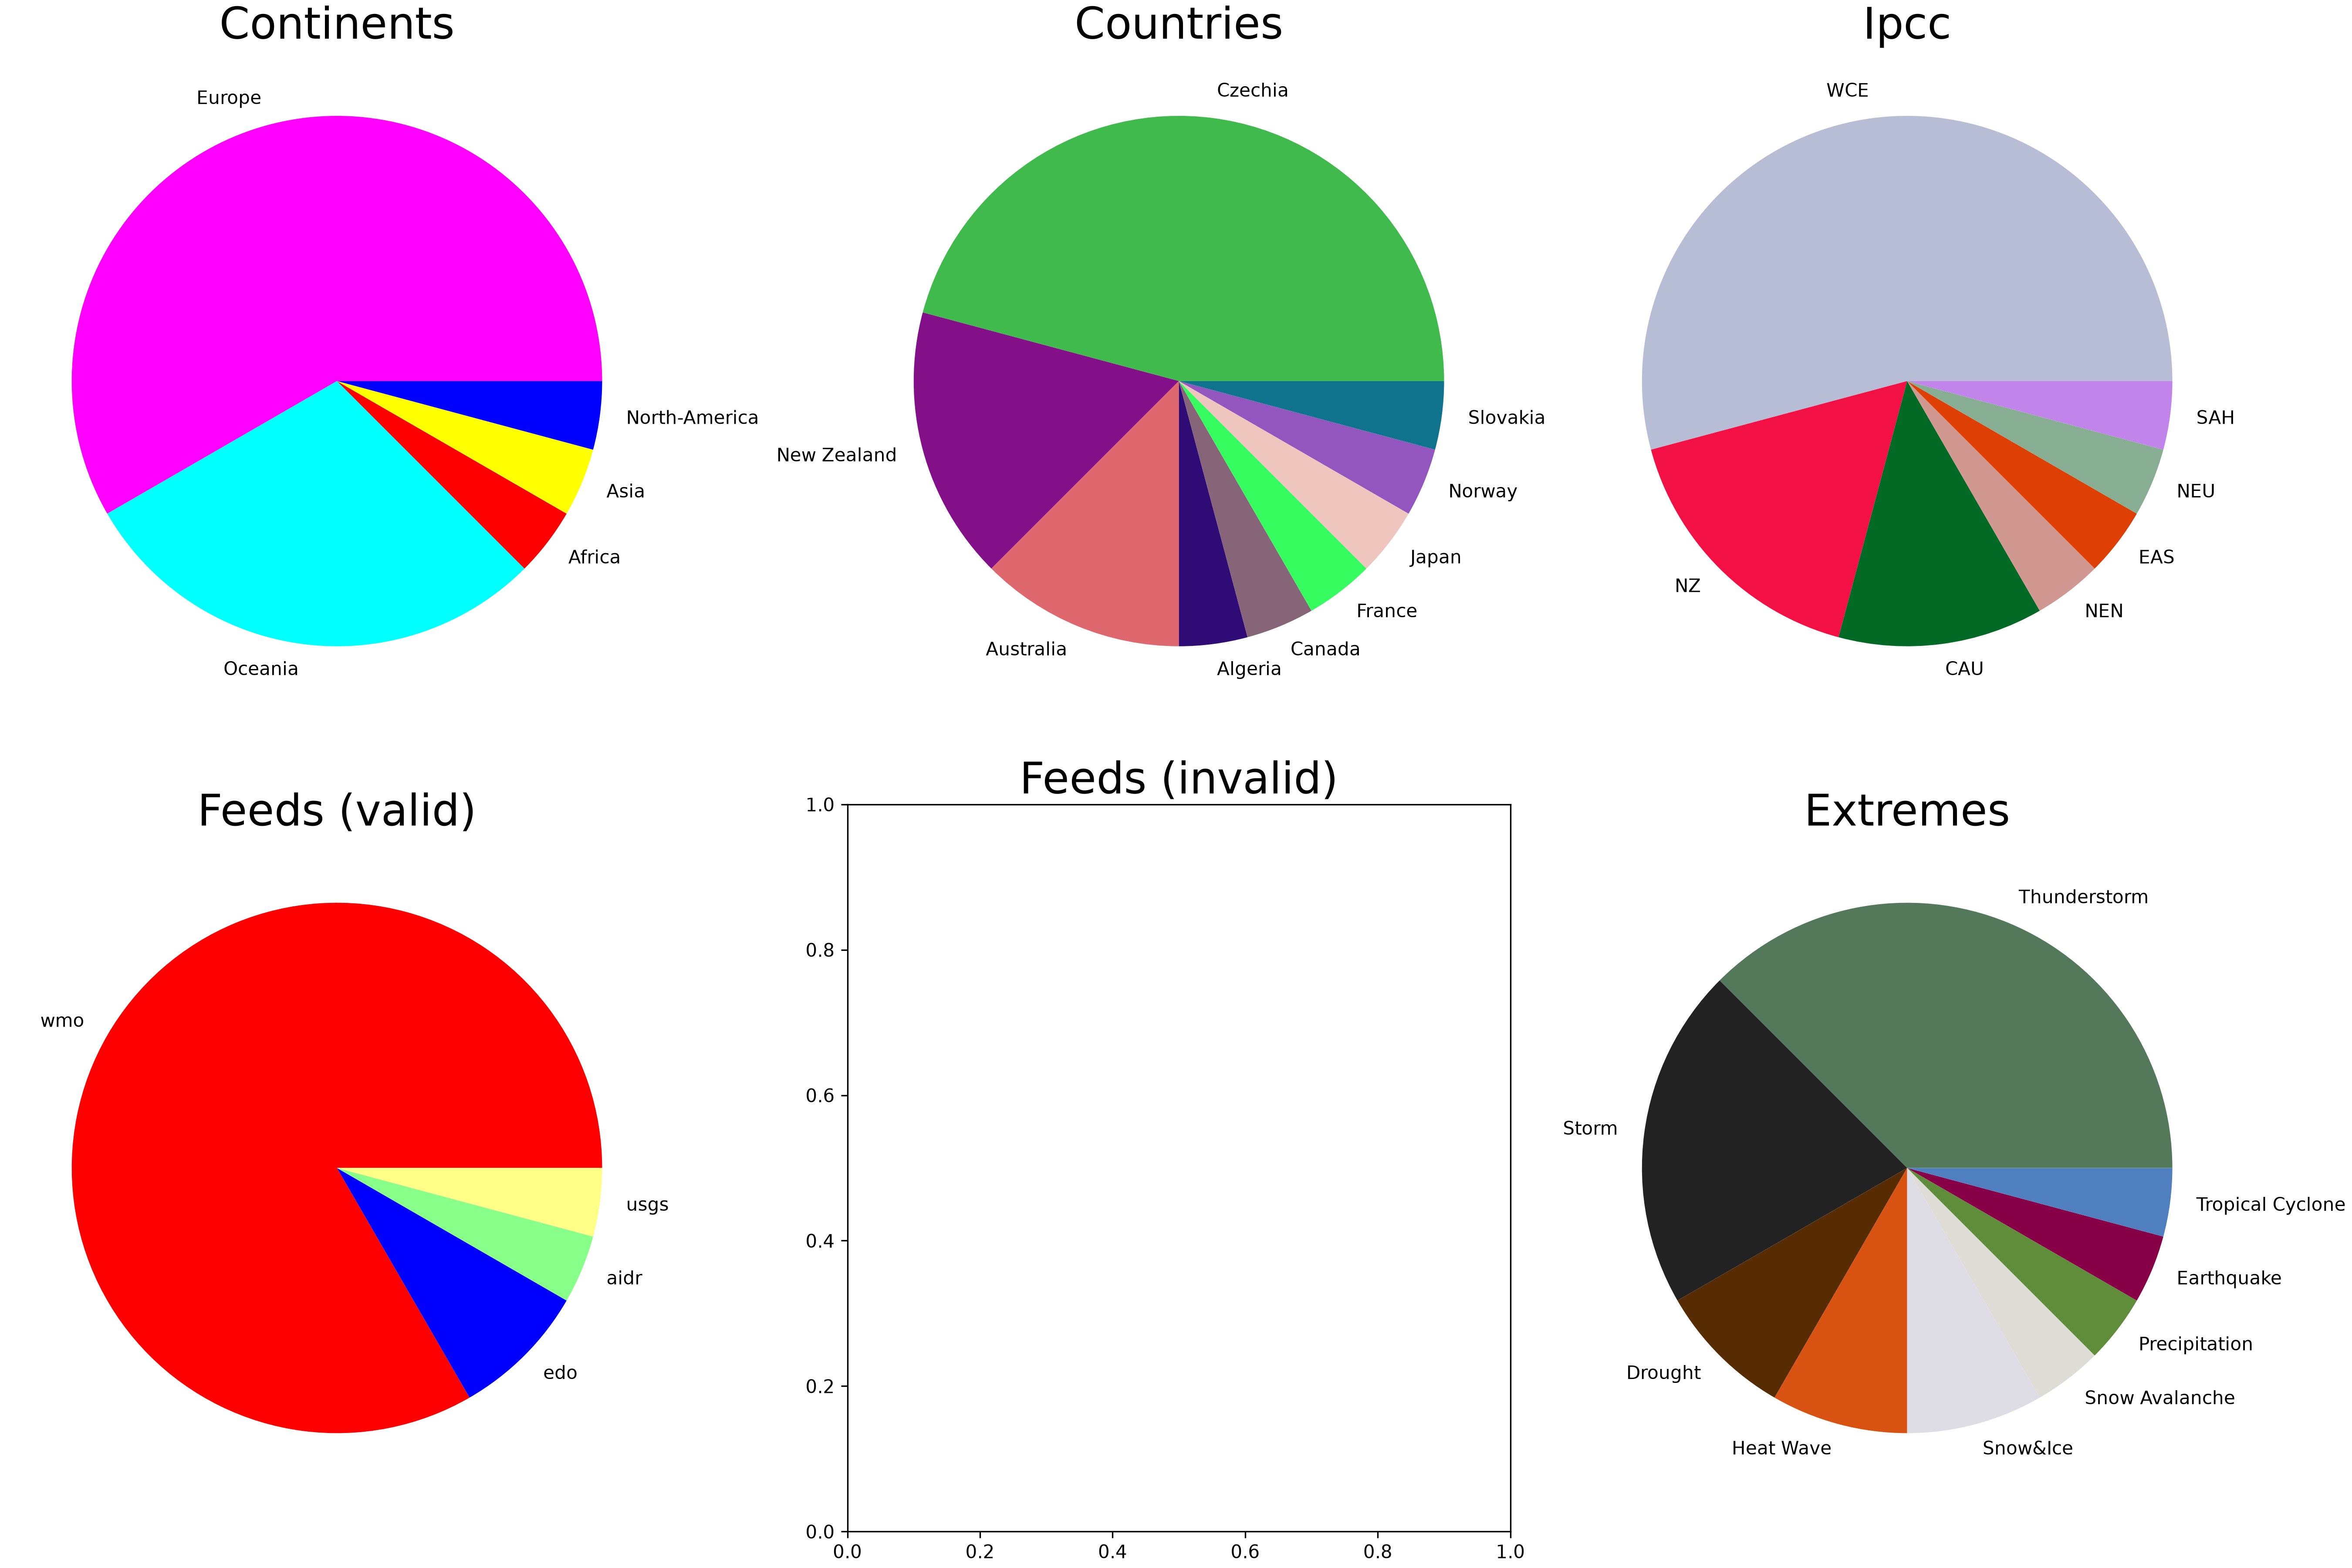 Continents
Countries
Ipcc
Europe
Oceania
Africa
Asia
North-America
Czechia
New Zealand
Australia
Algeria
Canada
France
Japan
Norway
Slovakia
WCE
NZ
CAU
NEN
EAS
NEU
SAH
Feeds (valid)
wmo
edo
aidr
usgs
Feeds (invalid)
1.0
0.8
0.6
0.4
0.2
0.0
0.0 0.2 0.4 0.6 0.8 1.0
Extremes
Thunderstorm
Storm
Drought
Heat Wave
Snow&Ice
Snow Avalanche
Precipitation
Earthquake
Tropical Cyclone